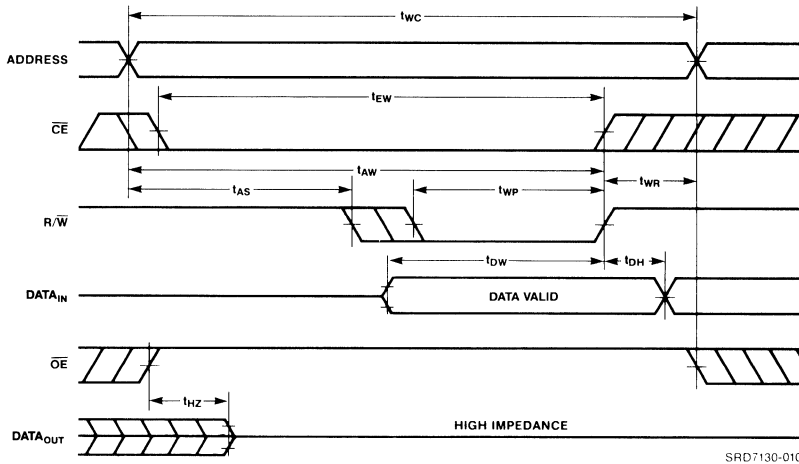 tWC
ADDRESS
tEW
CE
tAW
tAS
tWP
tWR
R/W
tDW
tDH
DATAIN
DATA VALID
OE
tHZ
HIGH IMPEDANCE
DATAOUT
SRD7130-010